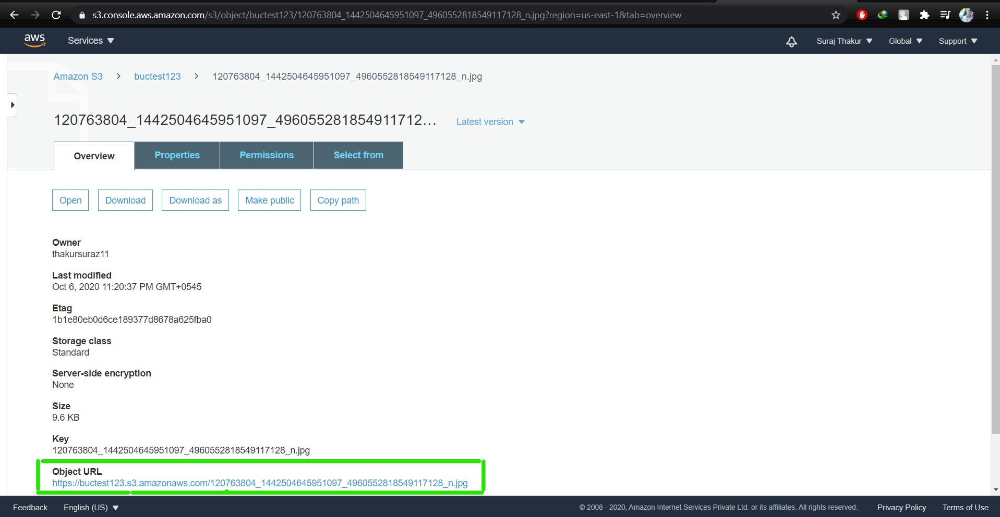 s3.console.aws.amazon.com/s3/object/buctest123/120763804_1442504645951097_4960552818549117128_n.jpg?region=us-east-1&tab=overview
aws Services Suraj Thakur Global Support
Amazon S3 > buctest123 > 120763804_1442504645951097_4960552818549117128_n.jpg
120763804_1442504645951097_496055281854911712... Latest version
Overview Properties Permissions Select from
Open Download Download as Make public Copy path
Owner
thakursuraz11
Last modified
Oct 6, 2020 11:20:37 PM GMT+0545
Etag
1b1e80eb0d6ce189377d8678a625fba0
Storage class
Standard
Server-side encryption
None
Size
9.6 KB
Key
120763804_1442504645951097_4960552818549117128_n.jpg
Object URL
https://buctest123.s3.amazonaws.com/120763804_1442504645951097_4960552818549117128_n.jpg
Feedback English (US) © 2008 - 2020, Amazon Internet Services Private Ltd. or its affiliates. All rights reserved. Privacy Policy Terms of Use